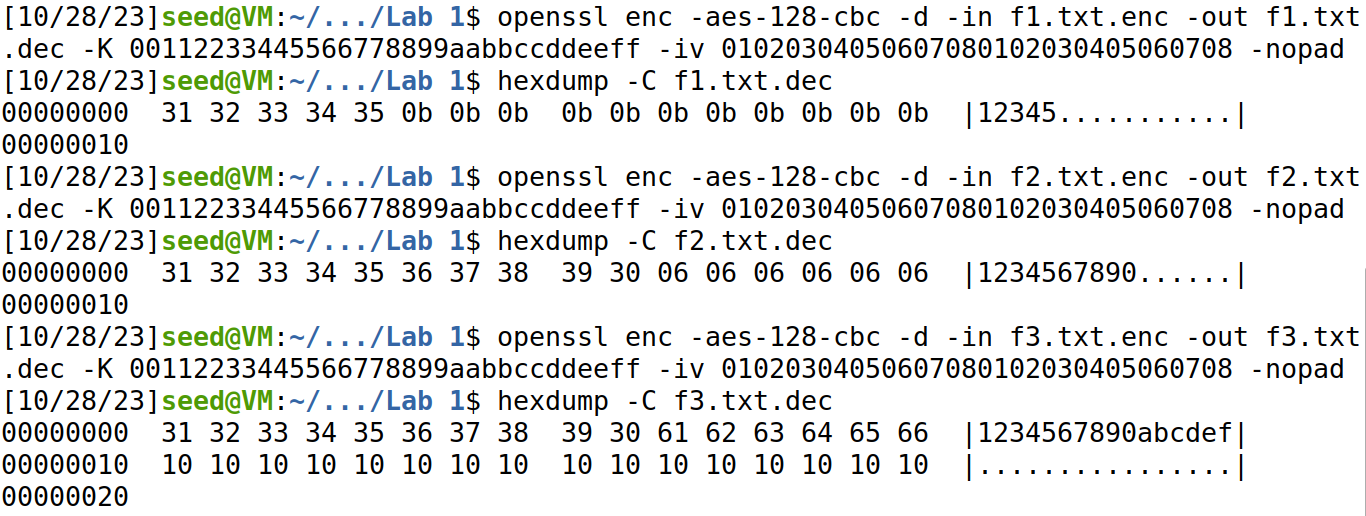 [10/28/23]seed@VM:~/.../Lab 1$ openssl enc -aes-128-cbc -d -in f1.txt.enc -out f1.txt
.dec -K 00112233445566778899aabbccddeeff -iv 01020304050607080102030405060708 -nopad
[10/28/23]seed@VM:~/.../Lab 1$ hexdump -C f1.txt.dec
00000000  31 32 33 34 35 0b 0b 0b  0b 0b 0b 0b 0b 0b 0b 0b  |12345...........|
00000010
[10/28/23]seed@VM:~/.../Lab 1$ openssl enc -aes-128-cbc -d -in f2.txt.enc -out f2.txt
.dec -K 00112233445566778899aabbccddeeff -iv 01020304050607080102030405060708 -nopad
[10/28/23]seed@VM:~/.../Lab 1$ hexdump -C f2.txt.dec
00000000  31 32 33 34 35 36 37 38  39 30 06 06 06 06 06 06  |1234567890......|
00000010
[10/28/23]seed@VM:~/.../Lab 1$ openssl enc -aes-128-cbc -d -in f3.txt.enc -out f3.txt
.dec -K 00112233445566778899aabbccddeeff -iv 01020304050607080102030405060708 -nopad
[10/28/23]seed@VM:~/.../Lab 1$ hexdump -C f3.txt.dec
00000000  31 32 33 34 35 36 37 38  39 30 61 62 63 64 65 66  |1234567890abcdef|
00000010  10 10 10 10 10 10 10 10  10 10 10 10 10 10 10 10  |................|
00000020